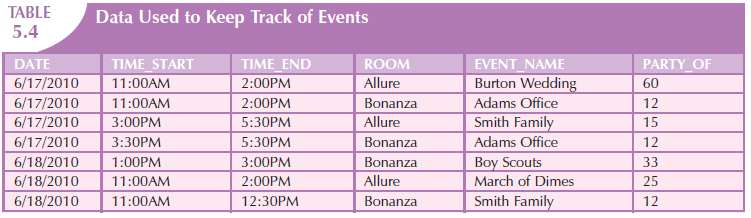 TABLE
5.4
Data Used to Keep Track of Events
DATE TIME_START TIME_END ROOM EVENT_NAME PARTY_OF
6/17/2010 11:00AM 2:00PM Allure Burton Wedding 60
6/17/2010 11:00AM 2:00PM Bonanza Adams Office 12
6/17/2010 3:00PM 5:30PM Allure Smith Family 15
6/17/2010 3:30PM 5:30PM Bonanza Adams Office 12
6/18/2010 1:00PM 3:00PM Bonanza Boy Scouts 33
6/18/2010 11:00AM 2:00PM Allure March of Dimes 25
6/18/2010 11:00AM 12:30PM Bonanza Smith Family 12